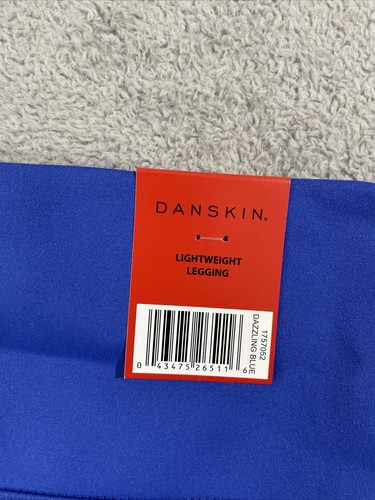 DANSKIN®
LIGHTWEIGHT
LEGGING
1757052
DAZZLING BLUE
0 43475 26511 6